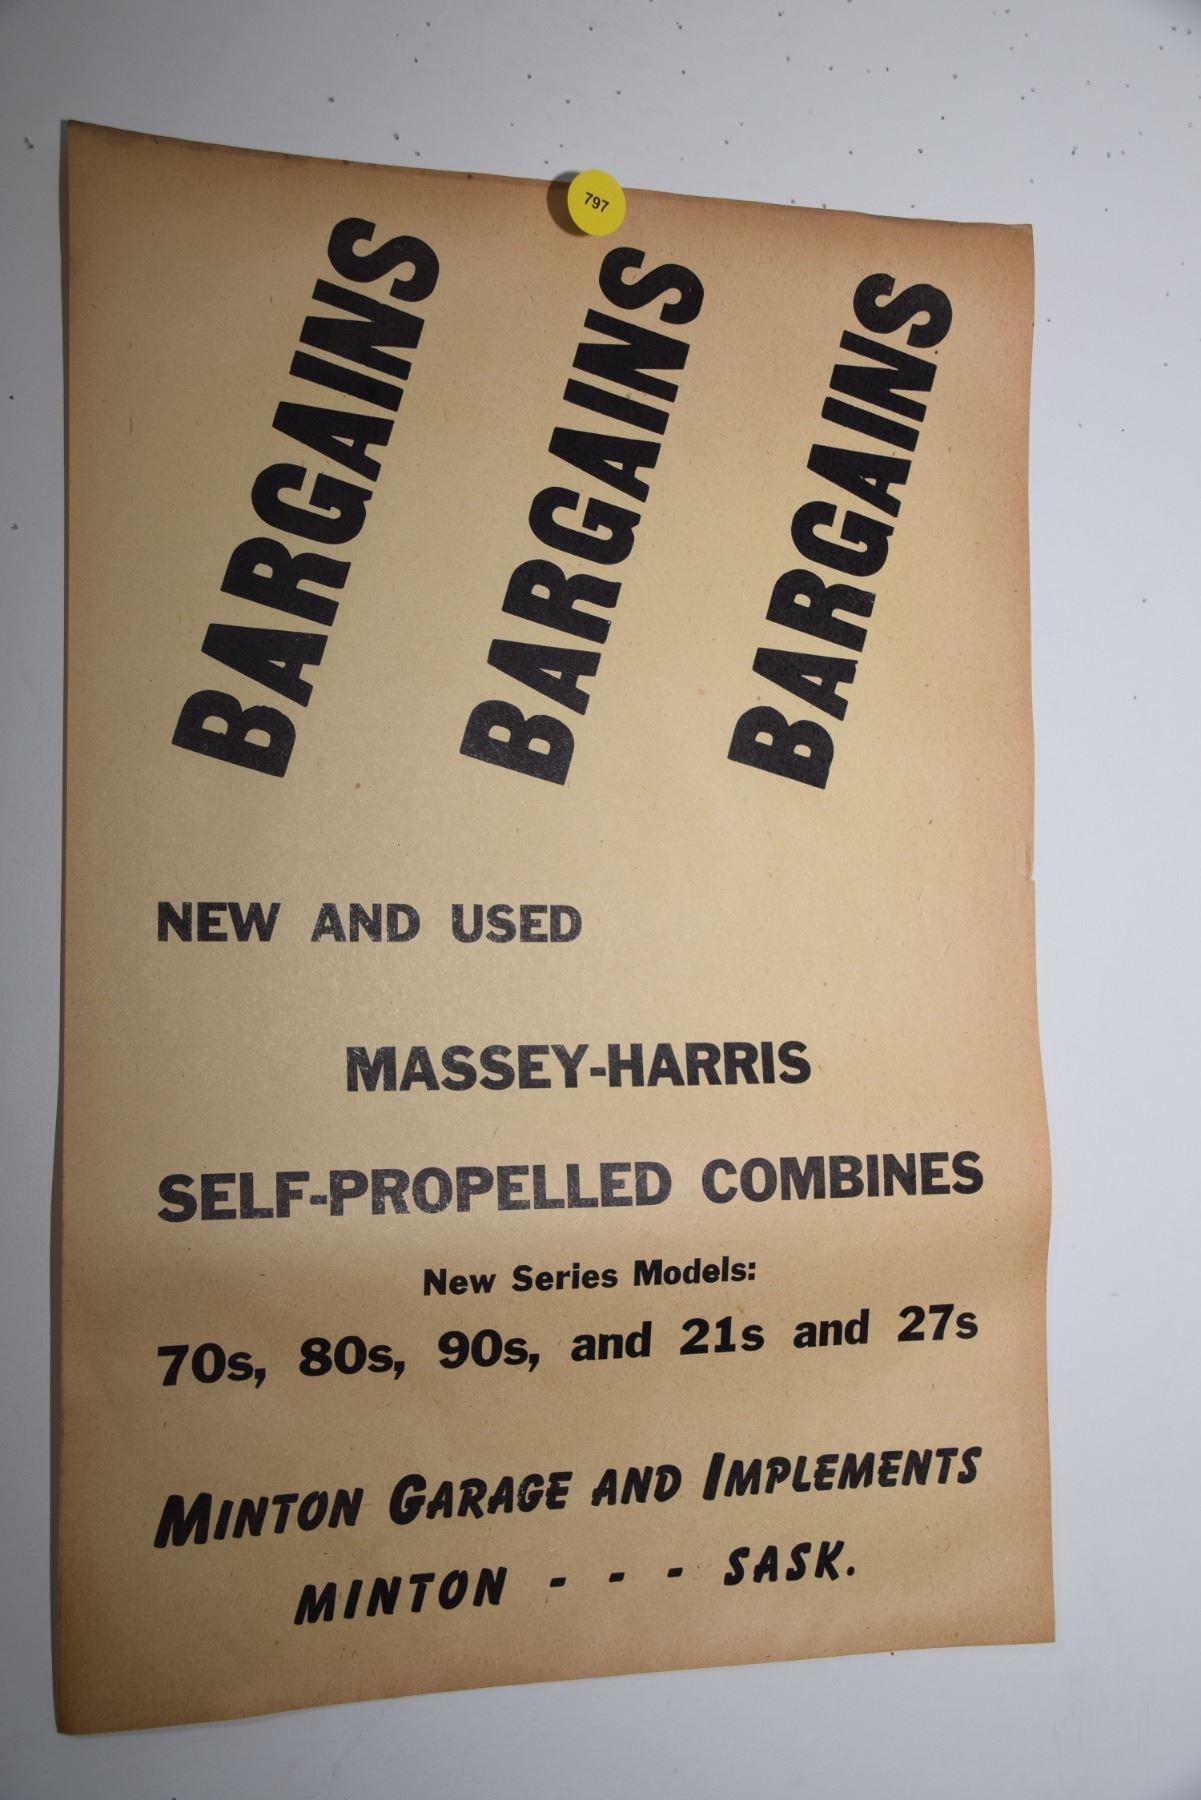 797
BARGAINS
BARGAINS
BARGAINS
NEW AND USED
MASSEY-HARRIS
SELF-PROPELLED COMBINES
New Series Models:
70s, 80s, 90s, and 21s and 27s
MINTON GARAGE AND IMPLEMENTS
MINTON - - - SASK.